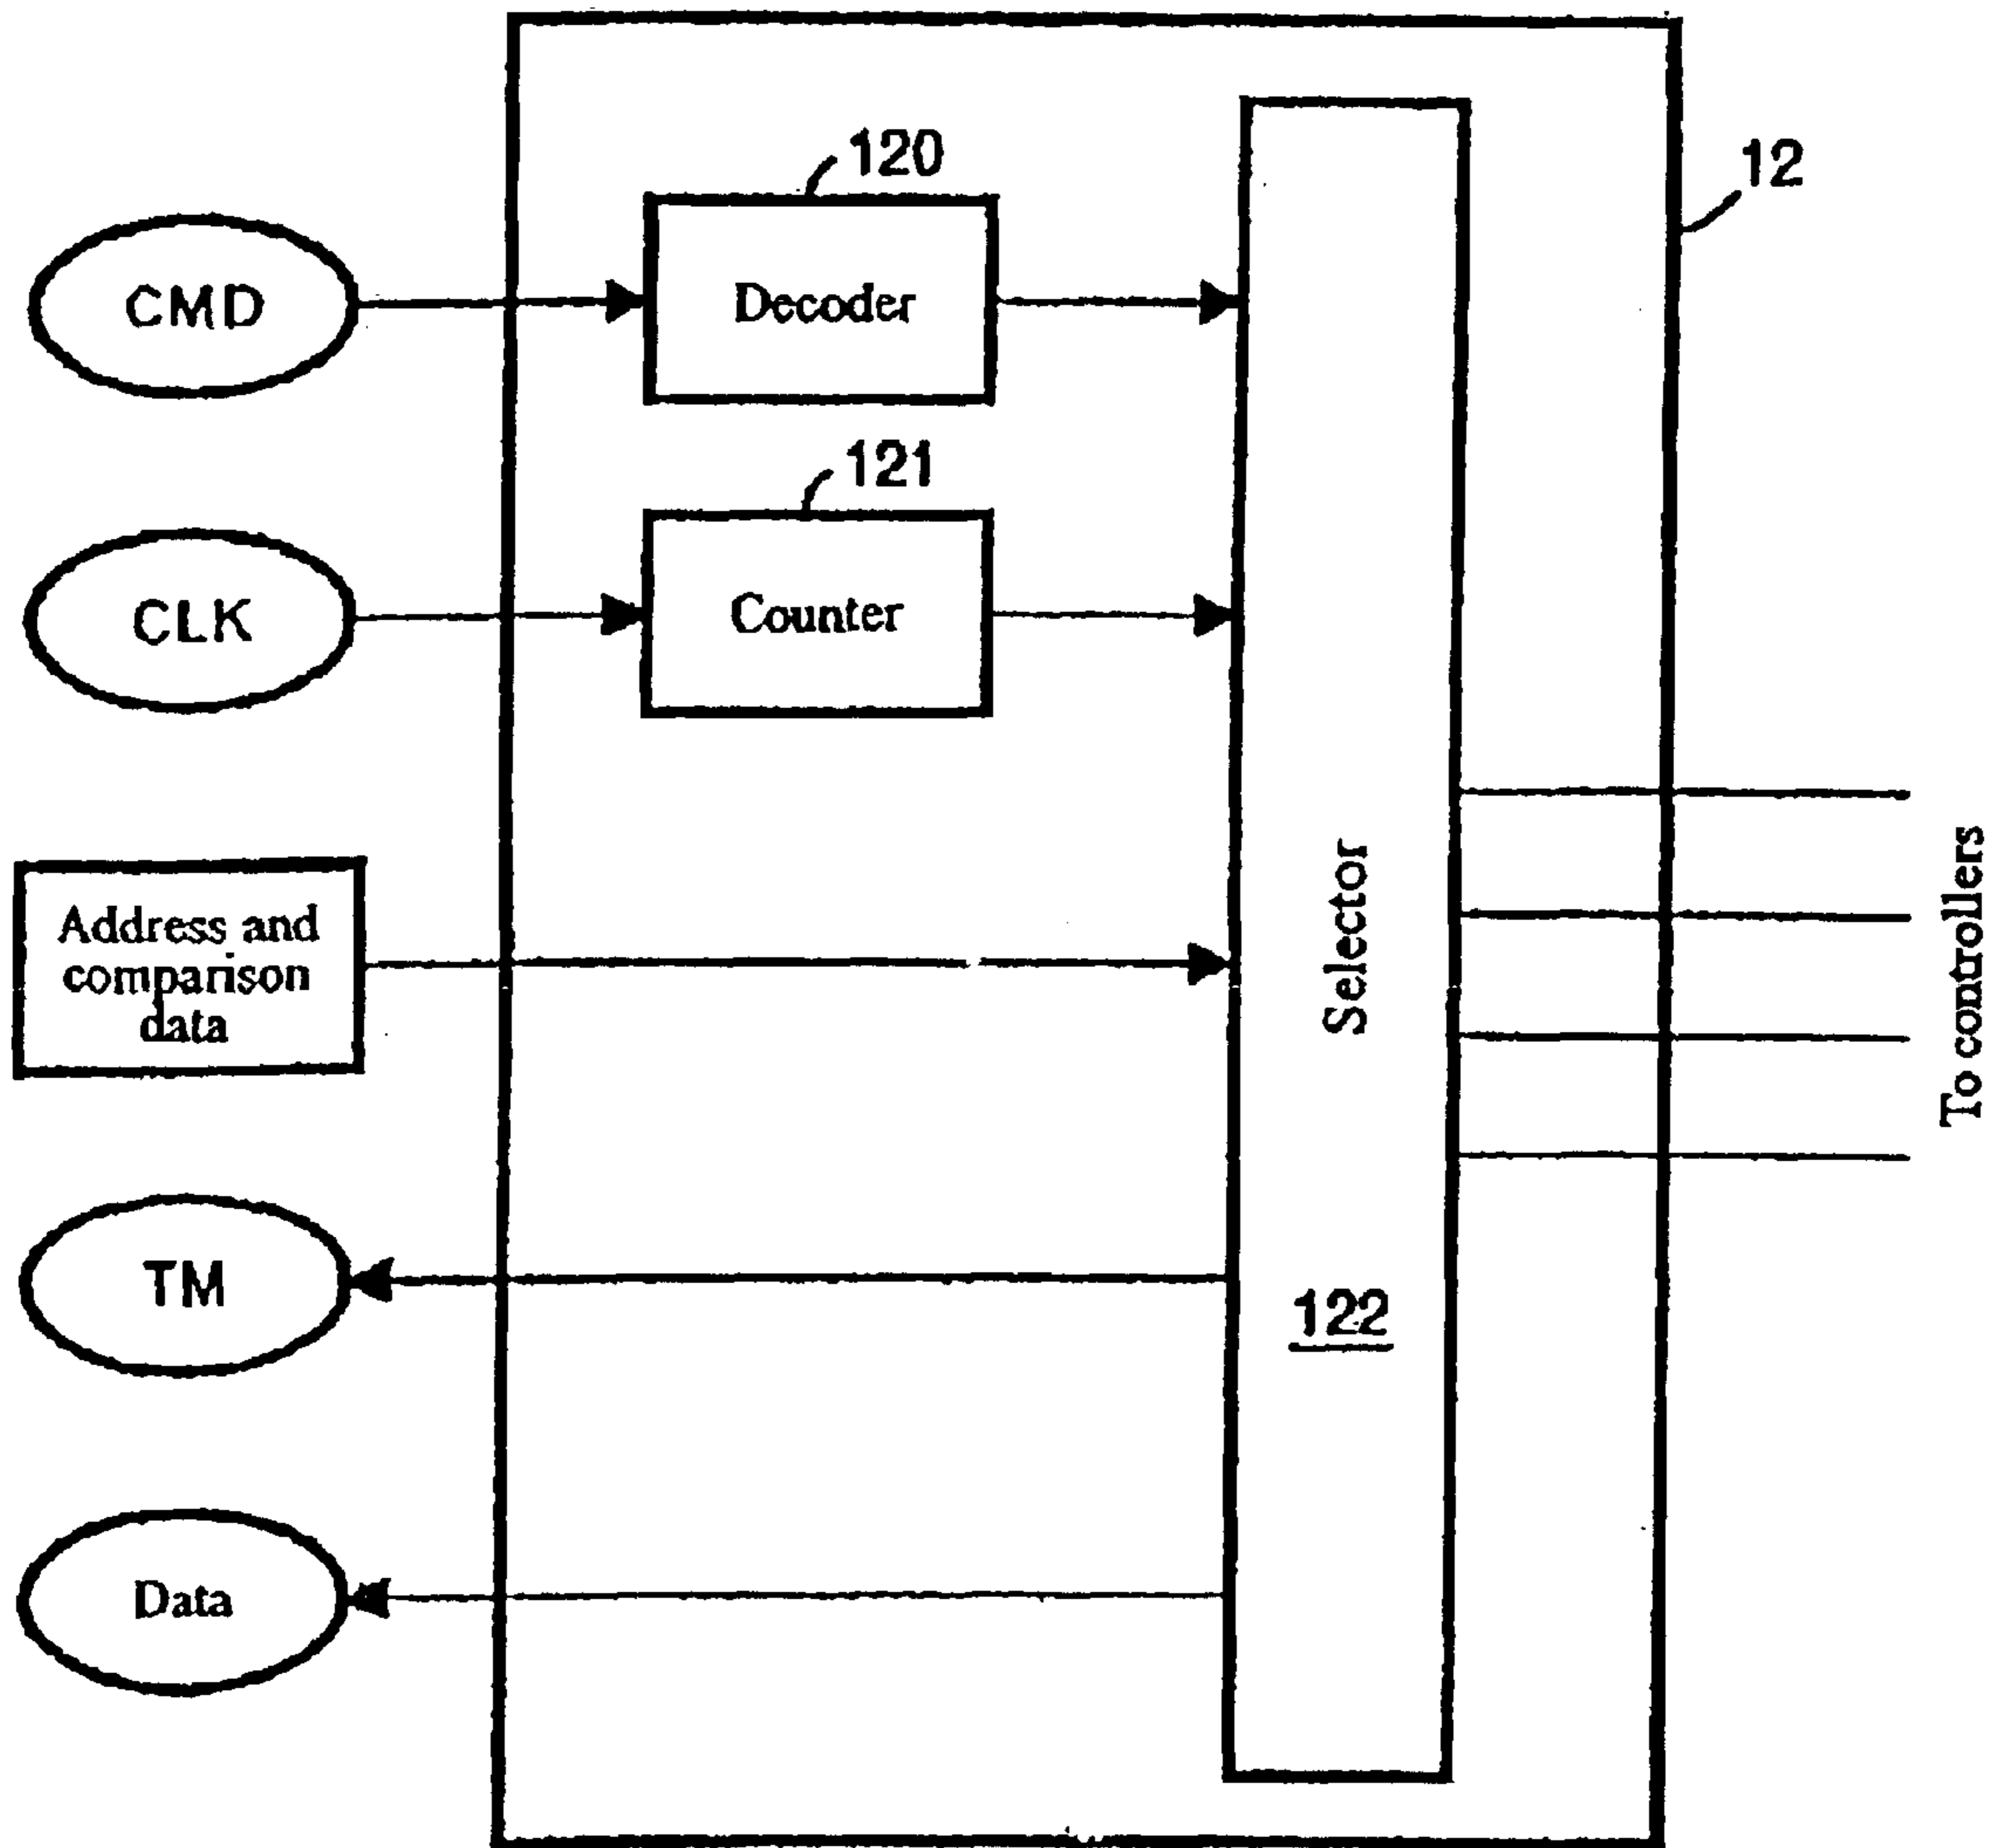 120
12
CMD
Decoder
121
CLK
Counter
Address and
comparison
data
Selector
To controllers
TM
122
Data